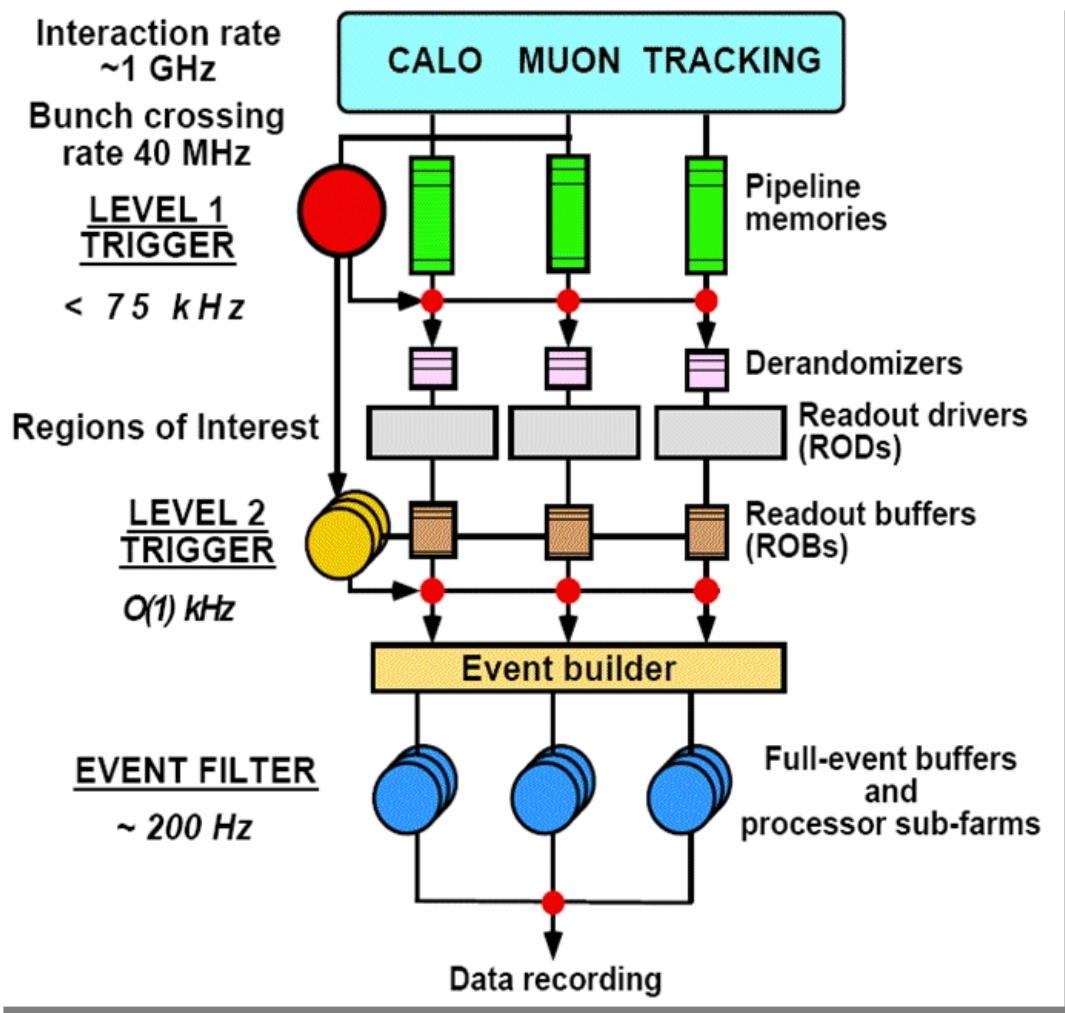 Interaction rate
~1 GHz
CALO MUON TRACKING
Bunch crossing
rate 40 MHz
LEVEL 1
TRIGGER
< 75 kHz
Pipeline
memories
Derandomizers
Regions of Interest
Readout drivers
(RODs)
LEVEL 2
TRIGGER
O(1) kHz
Readout buffers
(ROBs)
Event builder
EVENT FILTER
~ 200 Hz
Full-event buffers
and
processor sub-farms
Data recording